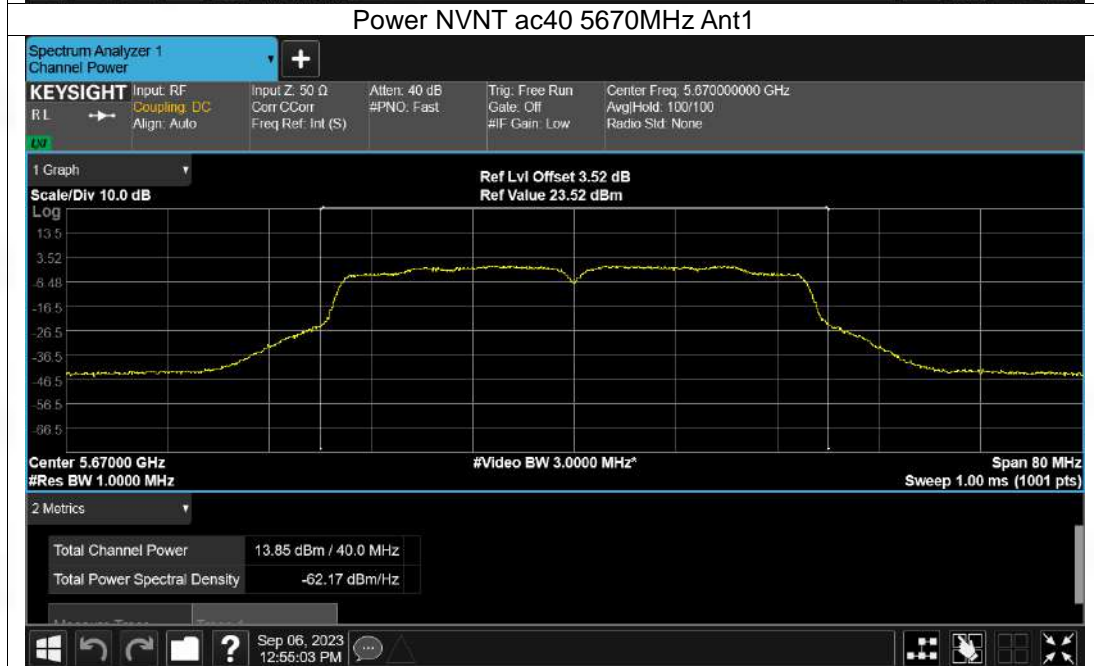 Power NVNT ac40 5670MHz Ant1
Spectrum Analyzer 1
Channel Power
+
KEYSIGHT Input: RF Input Z: 50 Ω Atten: 40 dB Trig: Free Run Center Freq: 5.670000000 GHz
RL Coupling: DC Corr CCorr #PNO: Fast Gate: Off Avg|Hold: 100/100
Align: Auto Freq Ref: Int (S) #IF Gain: Low Radio Std: None
LXI
1 Graph
Ref Lvl Offset 3.52 dB
Scale/Div 10.0 dB Ref Value 23.52 dBm
Log
13.5
3.52
-6.48
-16.5
-26.5
-36.5
-46.5
-56.5
-66.5
Center 5.67000 GHz #Video BW 3.0000 MHz* Span 80 MHz
#Res BW 1.0000 MHz Sweep 1.00 ms (1001 pts)
2 Metrics
Total Channel Power 13.85 dBm / 40.0 MHz
Total Power Spectral Density -62.17 dBm/Hz
? Sep 06, 2023
12:55:03 PM